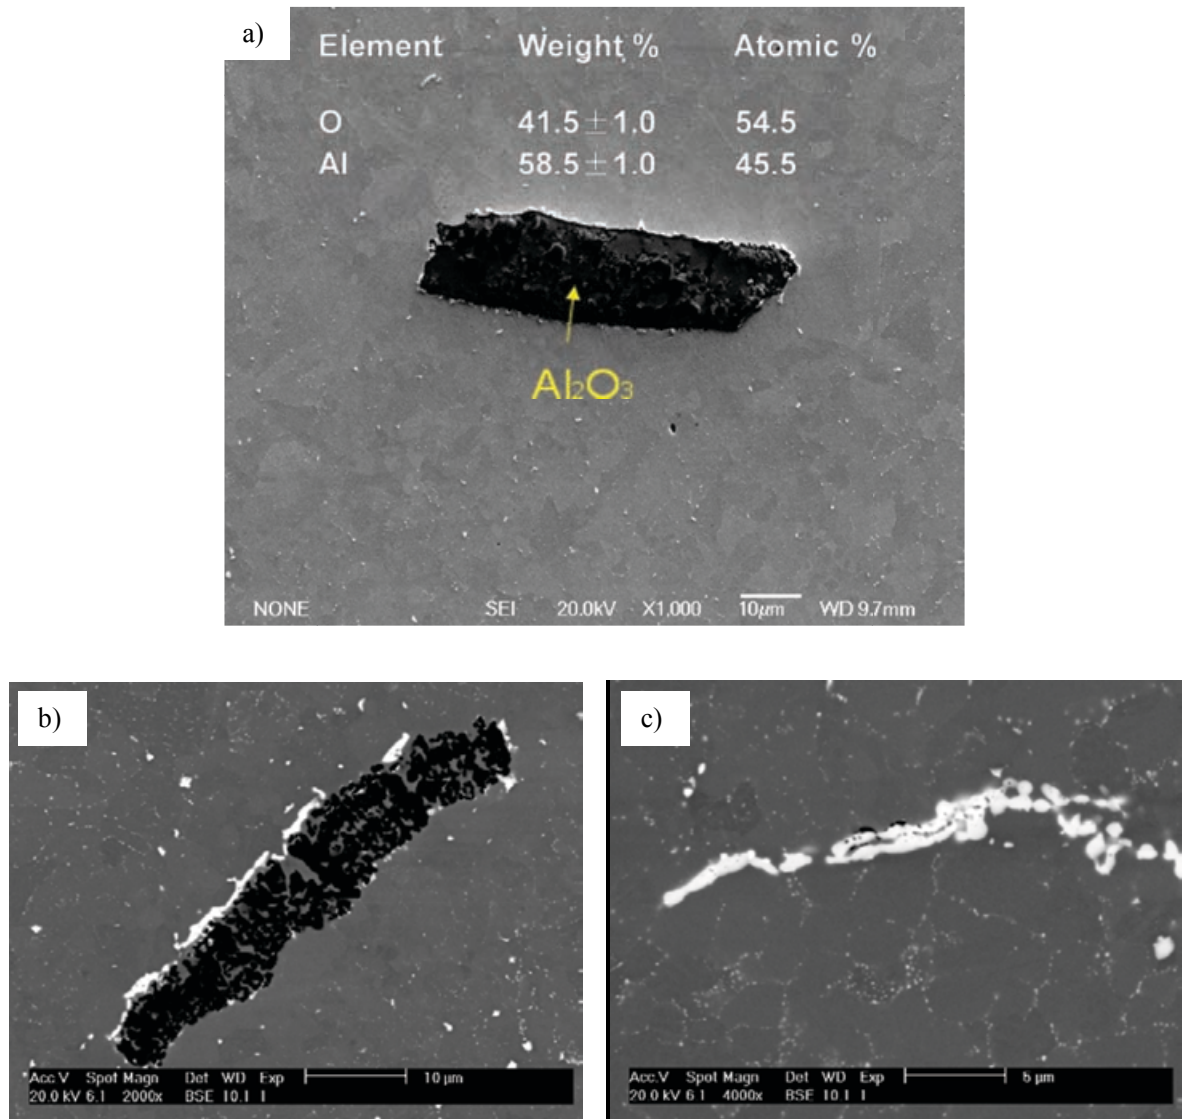 a)
Element Weight % Atomic %
O 41.5 ± 1.0 54.5
Al 58.5 ± 1.0 45.5
Al₂O₃
NONE SEI 20.0kV X1,000 10μm WD 9.7mm
b)
Acc.V Spot Magn Det WD Exp 10 μm
20.0 kV 6.1 2000x BSE 10.1 1
c)
Acc.V Spot Magn Det WD Exp 5 μm
20.0 kV 6.1 4000x BSE 10.1 1